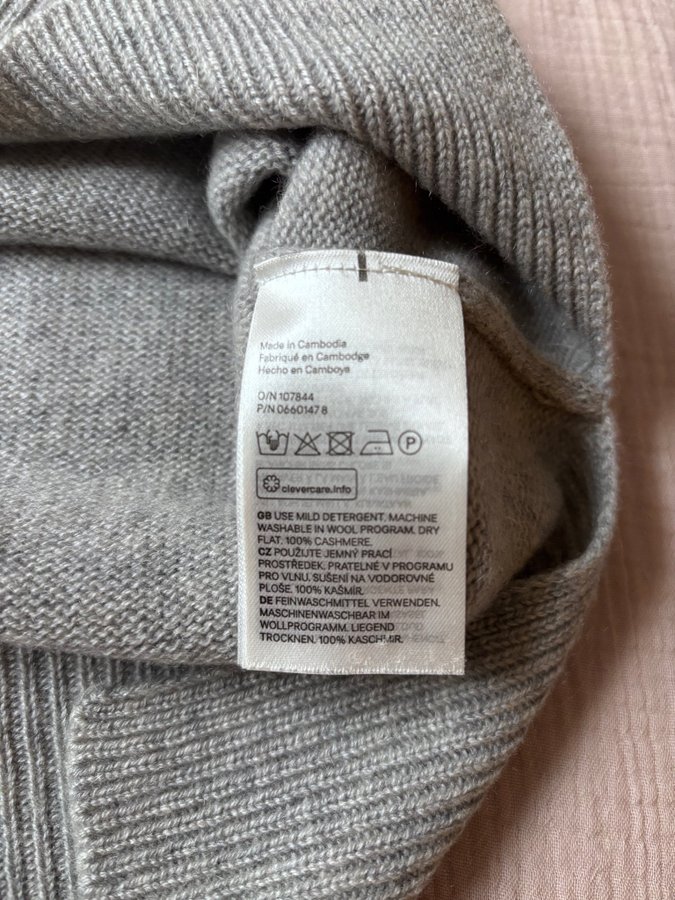 Made in Cambodia
Fabriqué en Cambodge
Hecho en Camboya
O/N 107844
P/N 0660147 8
P
clevercare.info
GB USE MILD DETERGENT. MACHINE
WASHABLE IN WOOL PROGRAM. DRY
FLAT. 100% CASHMERE.
CZ POUŽIJTE JEMNÝ PRACÍ
PROSTŘEDEK. PRATELNÉ V PROGRAMU
PRO VLNU. SUŠENÍ NA VODOROVNÉ
PLOŠE. 100% KAŠMÍR.
DE FEINWASCHMITTEL VERWENDEN.
MASCHINENWASCHBAR IM
WOLLPROGRAMM. LIEGEND
TROCKNEN. 100% KASCHMIR.